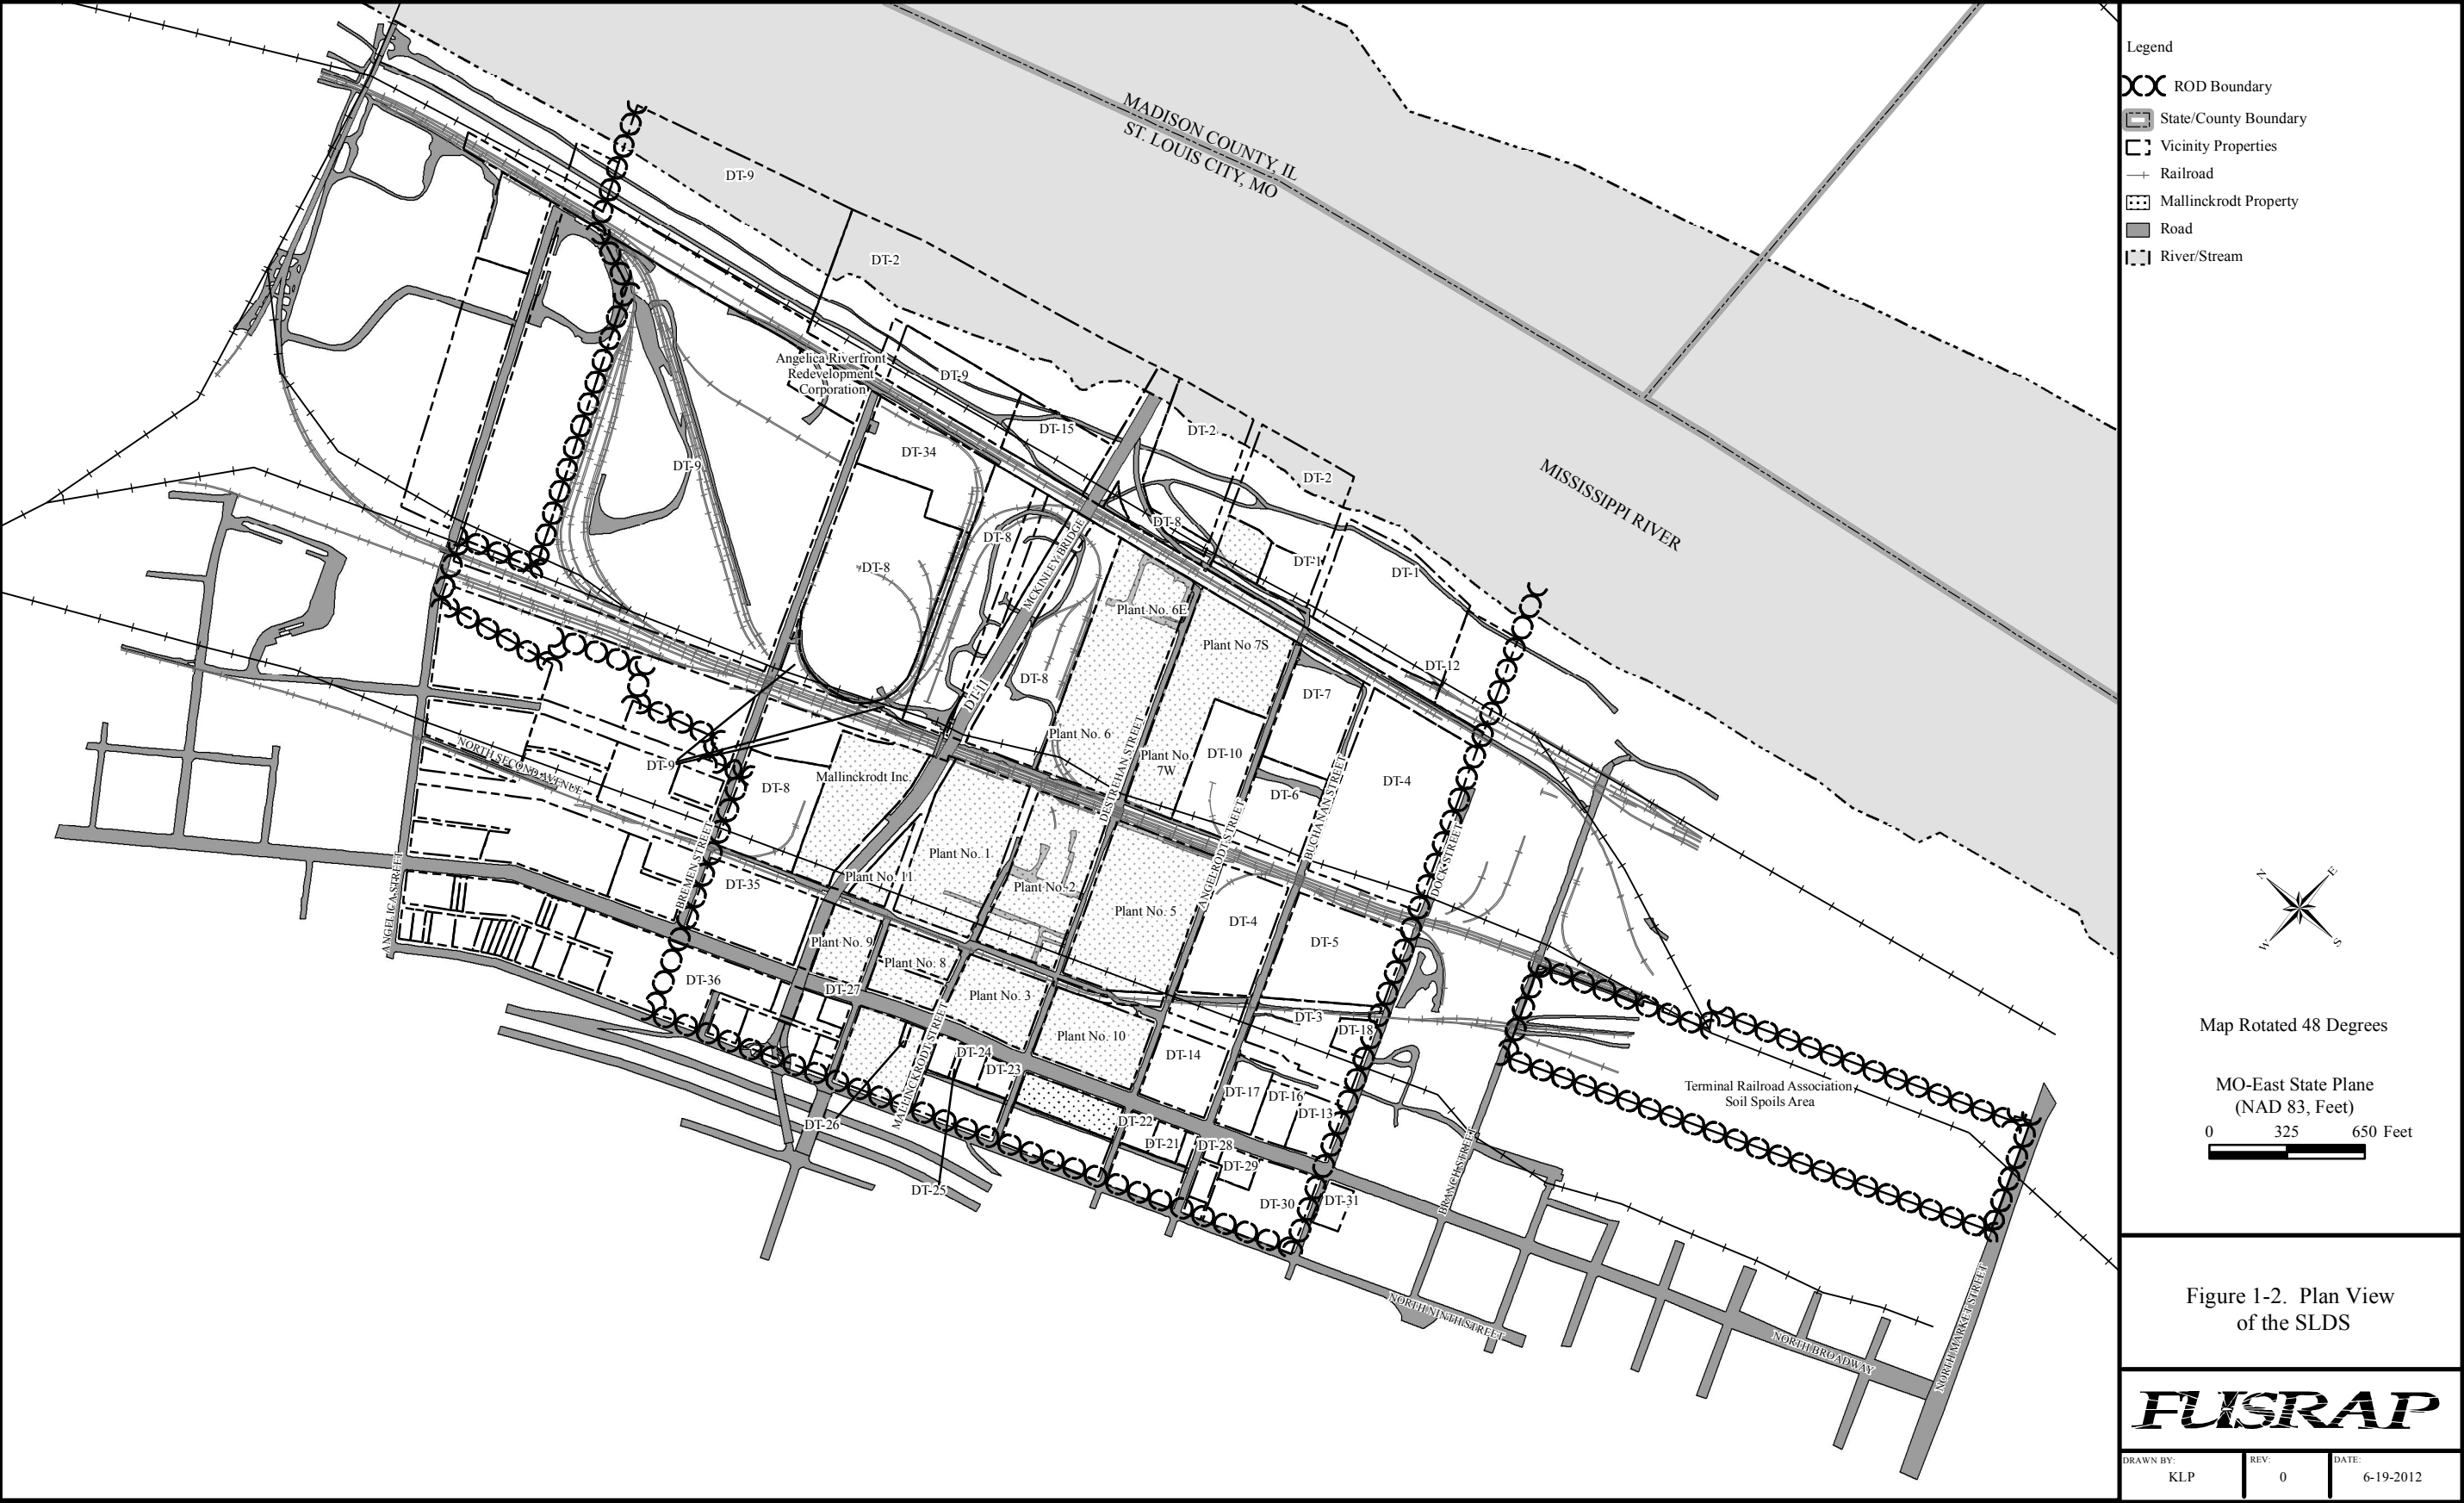 MADISON COUNTY, IL
ST. LOUIS CITY, MO
DT-9
DT-2
Angelica Riverfront
Redevelopment
Corporation
DT-9
DT-15
DT-2
DT-2
MISSISSIPPI RIVER
DT-34
DT-9
DT-8
DT-8
DT-8
MCKINLEY BRIDGE
DT-1
DT-1
Plant No. 6E
Plant No 7S
DT-12
DT-8
DT-11
DT-7
Plant No. 6
DESTREHAN STREET
Plant No.
7W
DT-10
NORTH SECOND AVENUE
DT-9
DT-8
Mallinckrodt Inc.
DT-6
BUCHANAN STREET
DT-4
BREMEN STREET
Plant No. 1
ANGELRODT STREET
DOCK STREET
ANGELICA STREET
DT-35
Plant No. 11
Plant No. 2
Plant No. 5
DT-4
DT-5
Plant No. 9
Plant No. 8
DT-36
DT-27
Plant No. 3
DT-3
DT-18
MALLINCKRODT STREET
Plant No. 10
DT-14
DT-24
DT-23
DT-17
DT-16
DT-13
Terminal Railroad Association
Soil Spoils Area
DT-26
DT-22
DT-21
DT-28
DT-29
BRANCH STREET
DT-25
DT-30
DT-31
NORTH NINTH STREET
NORTH BROADWAY
NORTH MARKET STREET
Legend
ROD Boundary
State/County Boundary
Vicinity Properties
Railroad
Mallinckrodt Property
Road
River/Stream
N
E
W
S
Map Rotated 48 Degrees
MO-East State Plane
(NAD 83, Feet)
0 325 650 Feet
Figure 1-2. Plan View
of the SLDS
FUSRAP
DRAWN BY: REV: DATE:
KLP 0 6-19-2012